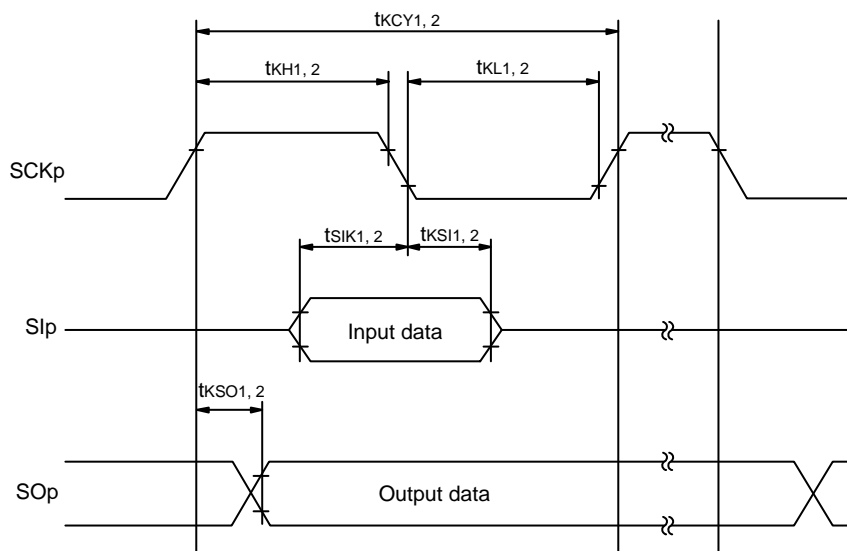 tKCY1, 2
tKH1, 2
tKL1, 2
SCKp
tSIK1, 2
tKSI1, 2
SIp
Input data
tKSO1, 2
SOp
Output data